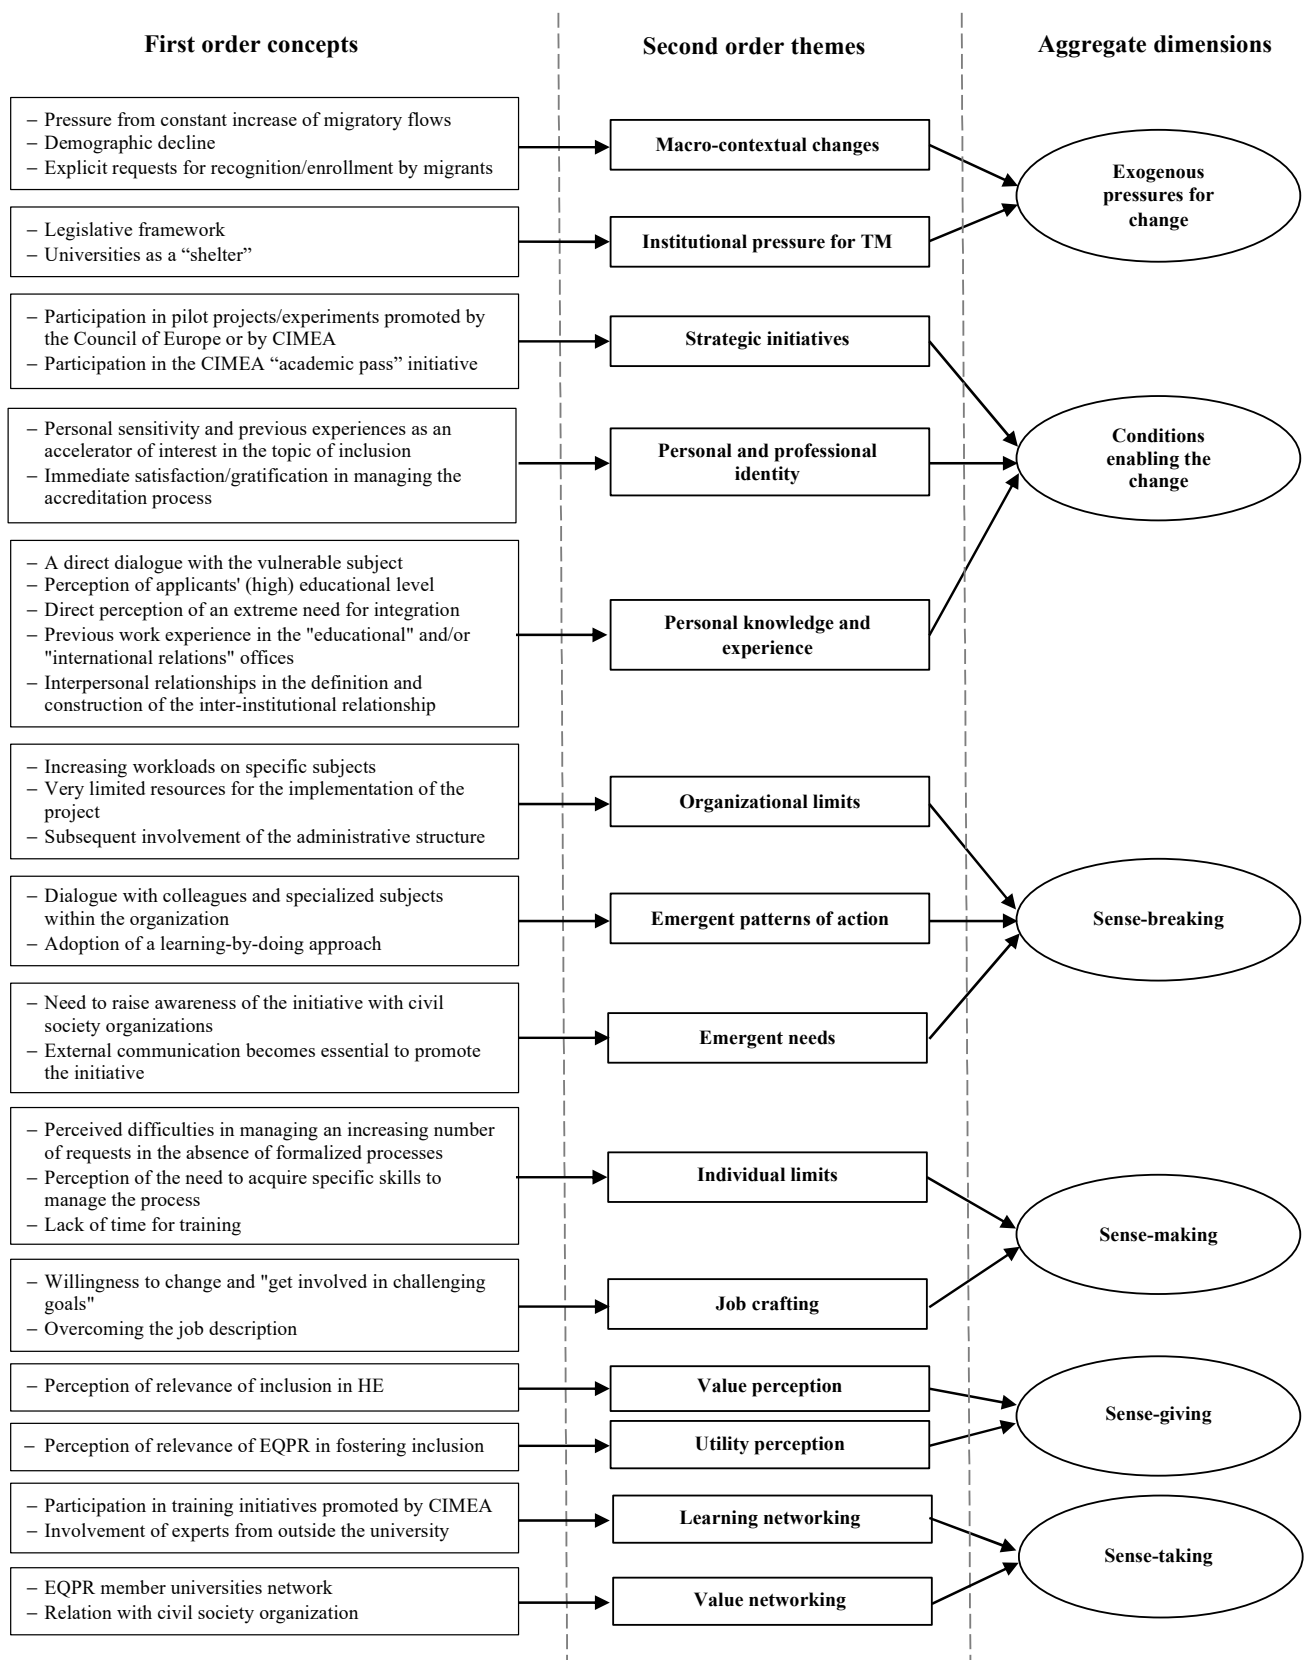 First order concepts
Second order themes
Aggregate dimensions
– Pressure from constant increase of migratory flows
– Demographic decline
– Explicit requests for recognition/enrollment by migrants
Macro-contextual changes
Exogenous
pressures for
change
– Legislative framework
– Universities as a “shelter”
Institutional pressure for TM
– Participation in pilot projects/experiments promoted by
the Council of Europe or by CIMEA
– Participation in the CIMEA “academic pass” initiative
Strategic initiatives
– Personal sensitivity and previous experiences as an
accelerator of interest in the topic of inclusion
– Immediate satisfaction/gratification in managing the
accreditation process
Personal and professional
identity
Conditions
enabling the
change
– A direct dialogue with the vulnerable subject
– Perception of applicants' (high) educational level
– Direct perception of an extreme need for integration
– Previous work experience in the "educational" and/or
"international relations" offices
– Interpersonal relationships in the definition and
construction of the inter-institutional relationship
Personal knowledge and
experience
– Increasing workloads on specific subjects
– Very limited resources for the implementation of the
project
– Subsequent involvement of the administrative structure
Organizational limits
– Dialogue with colleagues and specialized subjects
within the organization
– Adoption of a learning-by-doing approach
Emergent patterns of action
Sense-breaking
– Need to raise awareness of the initiative with civil
society organizations
– External communication becomes essential to promote
the initiative
Emergent needs
– Perceived difficulties in managing an increasing number
of requests in the absence of formalized processes
– Perception of the need to acquire specific skills to
manage the process
– Lack of time for training
Individual limits
Sense-making
– Willingness to change and "get involved in challenging
goals"
– Overcoming the job description
Job crafting
– Perception of relevance of inclusion in HE
Value perception
Sense-giving
– Perception of relevance of EQPR in fostering inclusion
Utility perception
– Participation in training initiatives promoted by CIMEA
– Involvement of experts from outside the university
Learning networking
Sense-taking
– EQPR member universities network
– Relation with civil society organization
Value networking